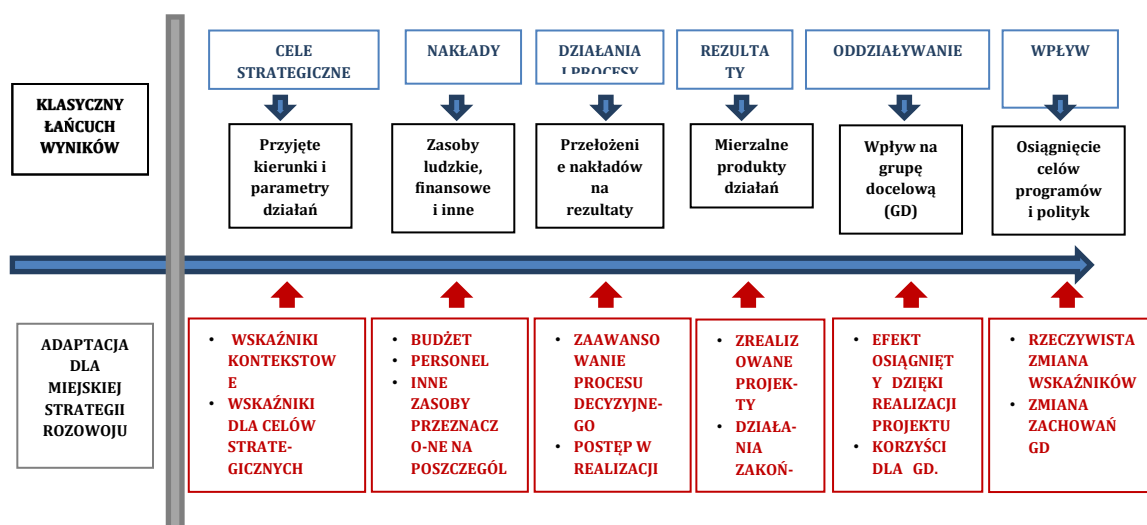 CELE
STRATEGICZNE
NAKŁADY
DZIAŁANIA
I PROCESY
REZULTA
TY
ODDZIAŁYWANIE
WPŁYW
KLASYCZNY
ŁAŃCUCH
WYNIKÓW
Przyjęte
kierunki i
parametry
działań
Zasoby
ludzkie,
finansowe
i inne
Przełożeni
e nakładów
na
rezultaty
Mierzalne
produkty
działań
Wpływ na
grupę
docelową
(GD)
Osiągnięcie
celów
programów
i polityk
ADAPTACJA
DLA
MIEJSKIEJ
STRATEGII
ROZOWOJU
• WSKAŹNIKI
KONTEKSTOW
E
• WSKAŹNIKI
DLA CELÓW
STRATE-
GICZNYCH
• BUDŻET
• PERSONEL
• INNE
ZASOBY
PRZEZNACZ
O-NE NA
POSZCZEGÓL
• ZAAWANSO
WANIE
PROCESU
DECYZYJNE-
GO
• POSTĘP W
REALIZACJI
• ZREALIZ
OWANE
PROJEK-
TY
• DZIAŁA-
NIA
ZAKOŃ-
• EFEKT
OSIĄGNIĘT
Y DZIĘKI
REALIZACJI
PROJEKTU
• KORZYŚCI
DLA GD.
• RZECZYWISTA
ZMIANA
WSKAŹNIKÓW
• ZMIANA
ZACHOWAŃ
GD